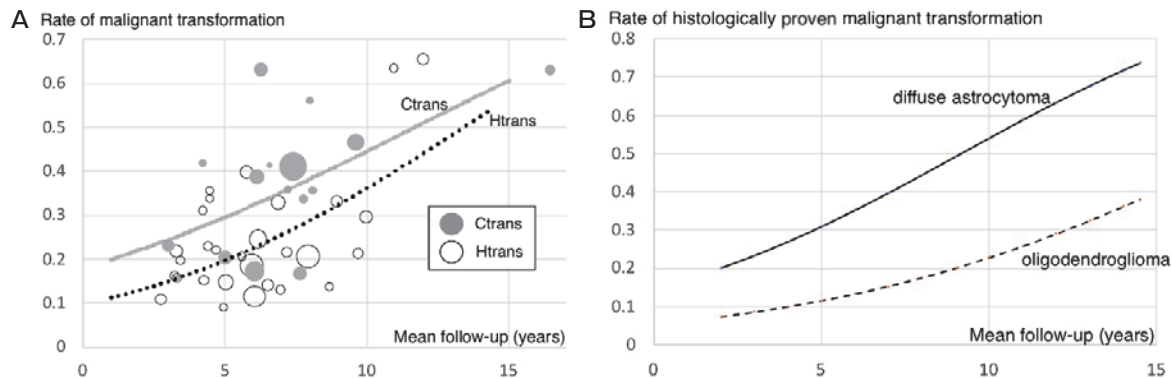 A Rate of malignant transformation
0.7
0.6
0.5
0.4
0.3
0.2
0.1
0
0 5 10 15
Ctrans
Htrans
Ctrans
Htrans
Mean follow-up (years)
B Rate of histologically proven malignant transformation
0.8
0.7
0.6
0.5
0.4
0.3
0.2
0.1
0
0 5 10 15
diffuse astrocytoma
oligodendroglioma
Mean follow-up (years)